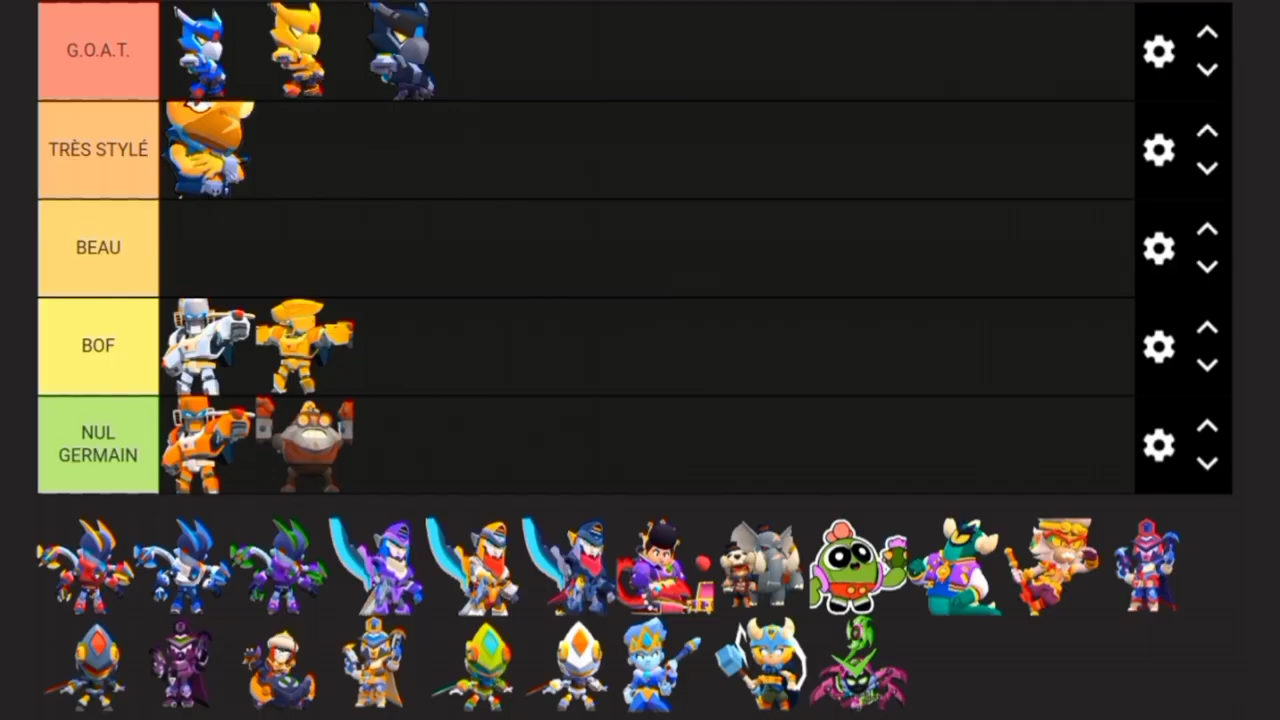 G.O.A.T.
TRÈS STYLÉ
BEAU
BOF
NUL
GERMAIN